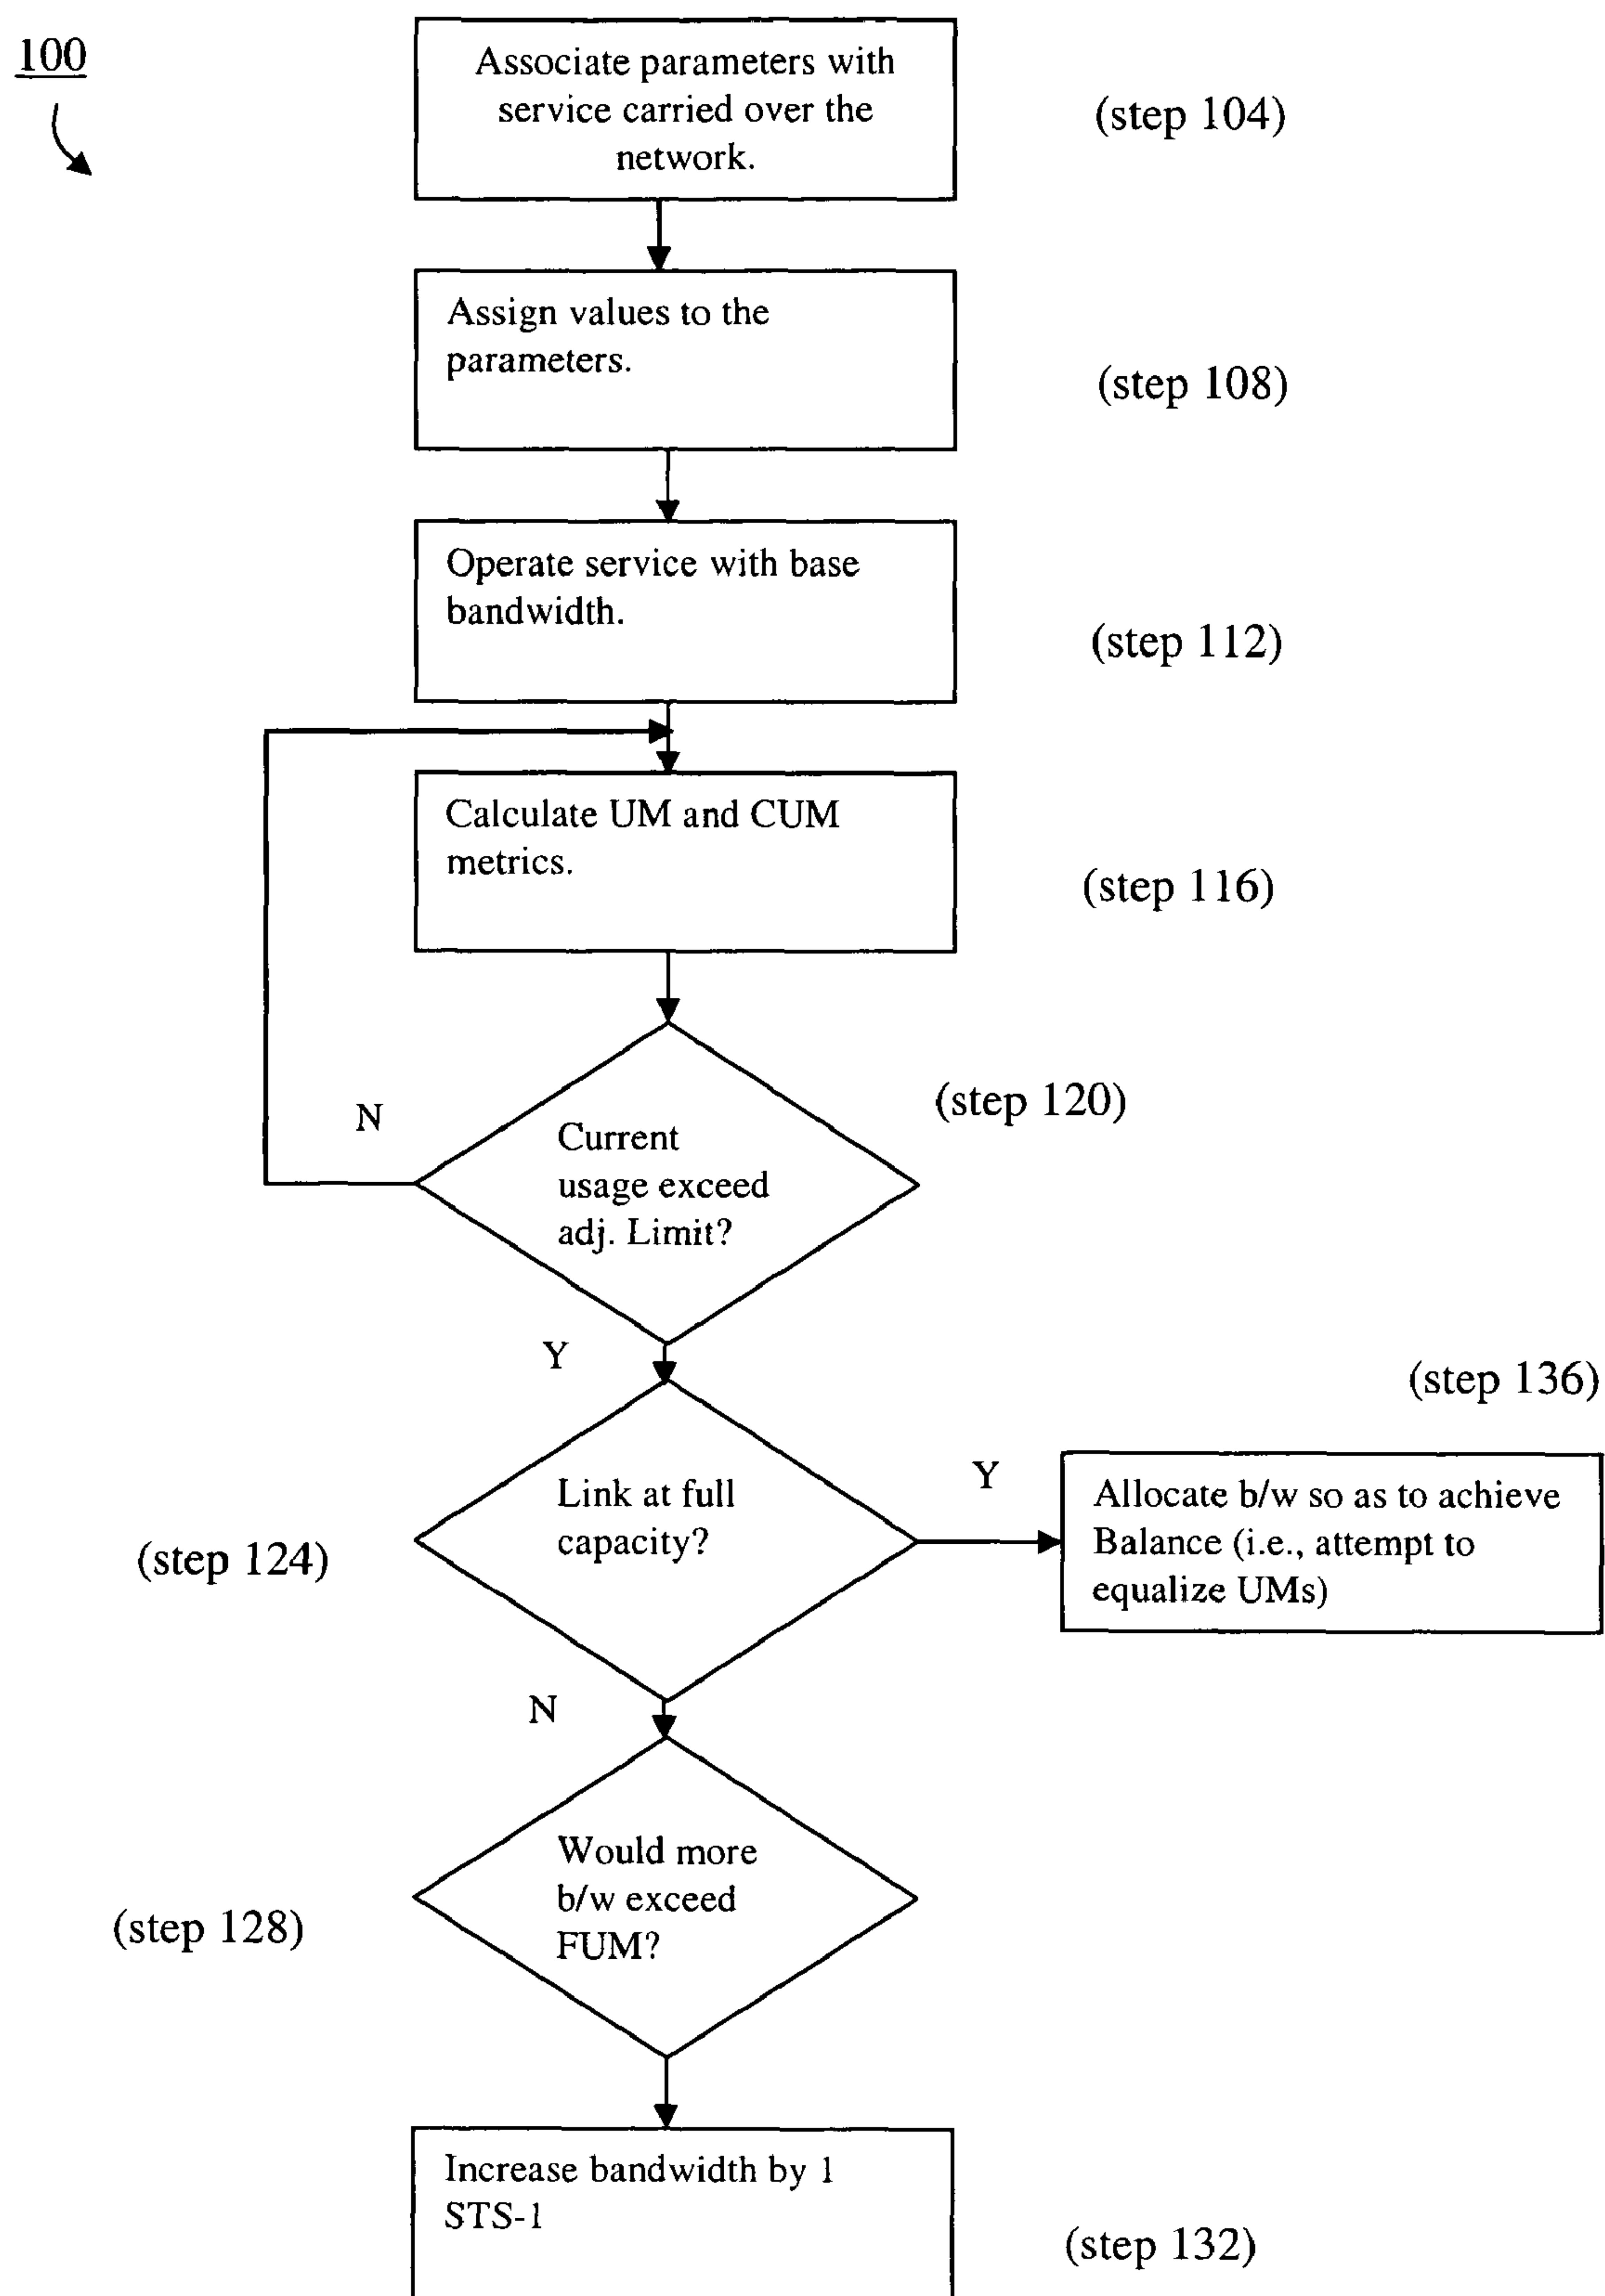 100
Associate parameters with
service carried over the
network.
(step 104)
Assign values to the
parameters.
(step 108)
Operate service with base
bandwidth.
(step 112)
Calculate UM and CUM
metrics.
(step 116)
(step 120)
N
Current
usage exceed
adj. Limit?
Y
(step 136)
Link at full
capacity?
Y
Allocate b/w so as to achieve
Balance (i.e., attempt to
equalize UMs)
(step 124)
N
Would more
b/w exceed
FUM?
(step 128)
Increase bandwidth by 1
STS-1
(step 132)